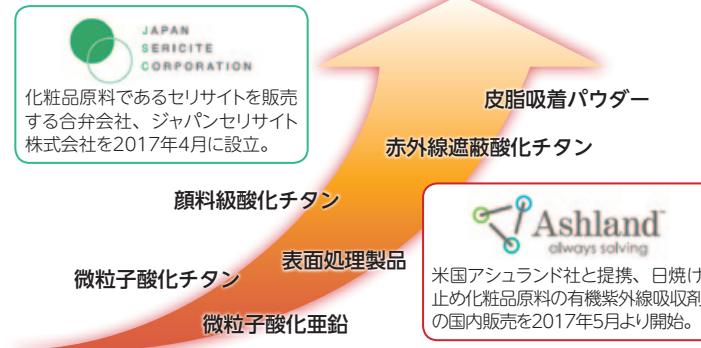 JAPAN
SERICITE
CORPORATION
化粧品原料であるセリサイトを販売
する合弁会社、ジャパンセリサイト
株式会社を2017年4月に設立。
皮脂吸着パウダー
赤外線遮蔽酸化チタン
顔料級酸化チタン
表面処理製品
微粒子酸化チタン
微粒子酸化亜鉛
Ashland™
always solving
米国アシュランド社と提携、日焼け
止め化粧品原料の有機紫外線吸収剤
の国内販売を2017年5月より開始。